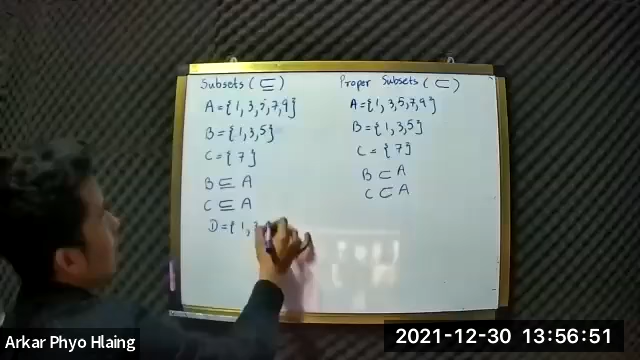 Subsets (⊆)
A = {1, 3, 5, 7, 9}
B = {1, 3, 5}
C = {7}
B ⊆ A
C ⊆ A
D = {1, 3
Proper Subsets (⊂)
A = {1, 3, 5, 7, 9}
B = {1, 3, 5}
C = {7}
B ⊂ A
C ⊂ A
Arkar Phyo Hlaing
2021-12-30 13:56:51